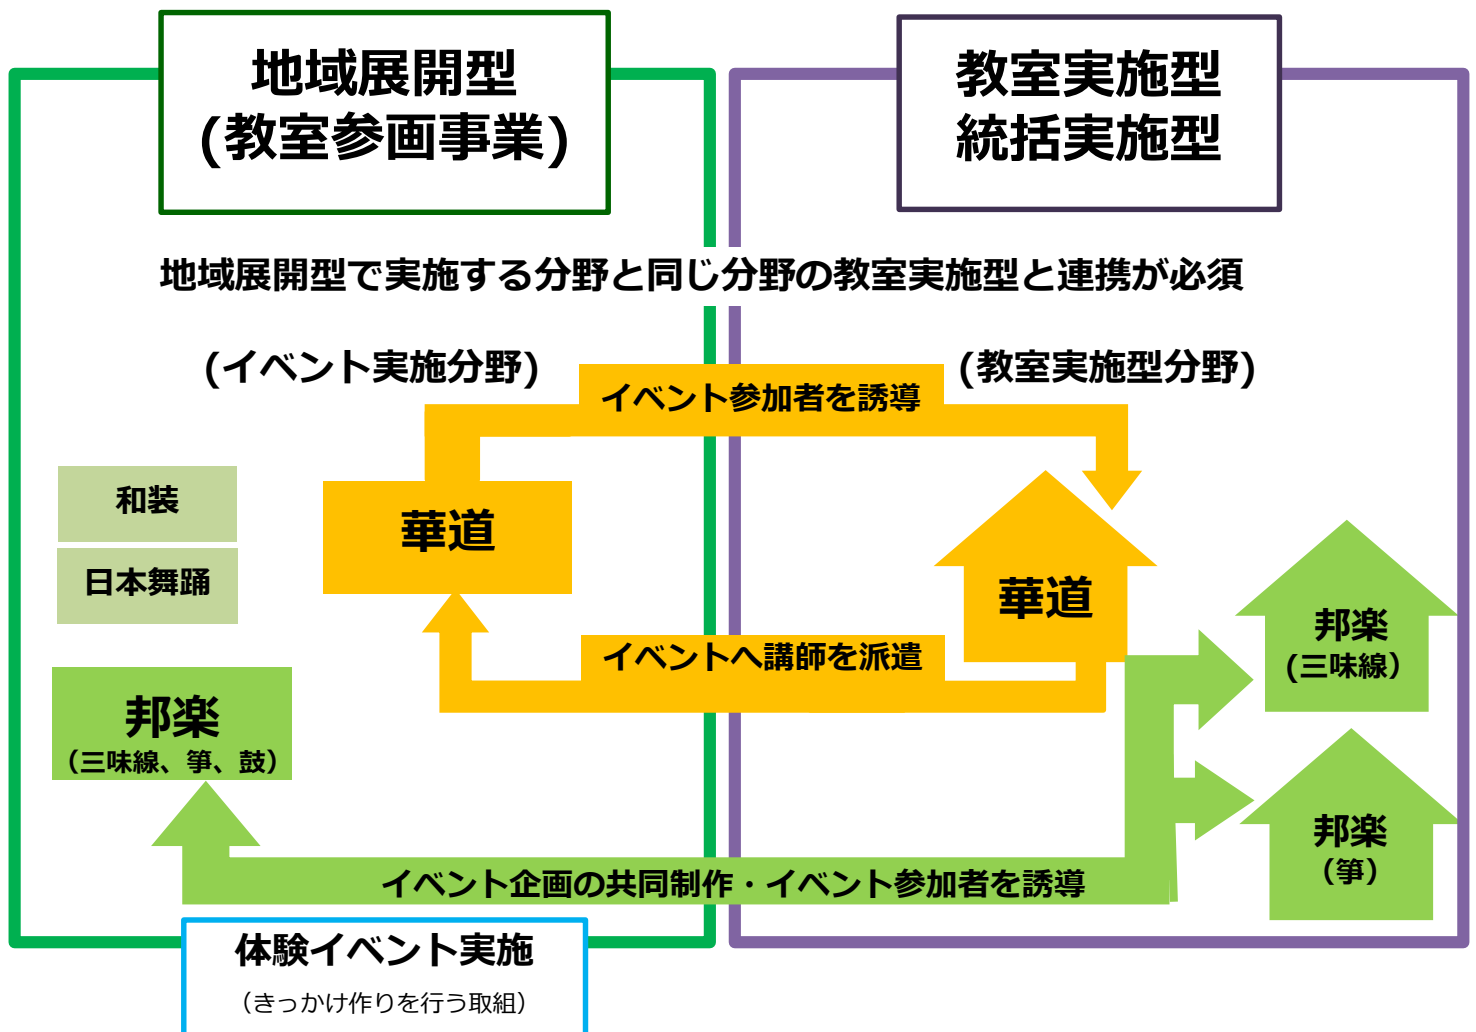 地域展開型
(教室参画事業)
教室実施型
統括実施型
地域展開型で実施する分野と同じ分野の教室実施型と連携が必須
(イベント実施分野)
(教室実施型分野)
イベント参加者を誘導
和装
日本舞踊
華道
華道
イベントへ講師を派遣
邦楽
（三味線、箏、鼓）
邦楽
(三味線）
邦楽
（箏）
イベント企画の共同制作・イベント参加者を誘導
体験イベント実施
（きっかけ作りを行う取組）